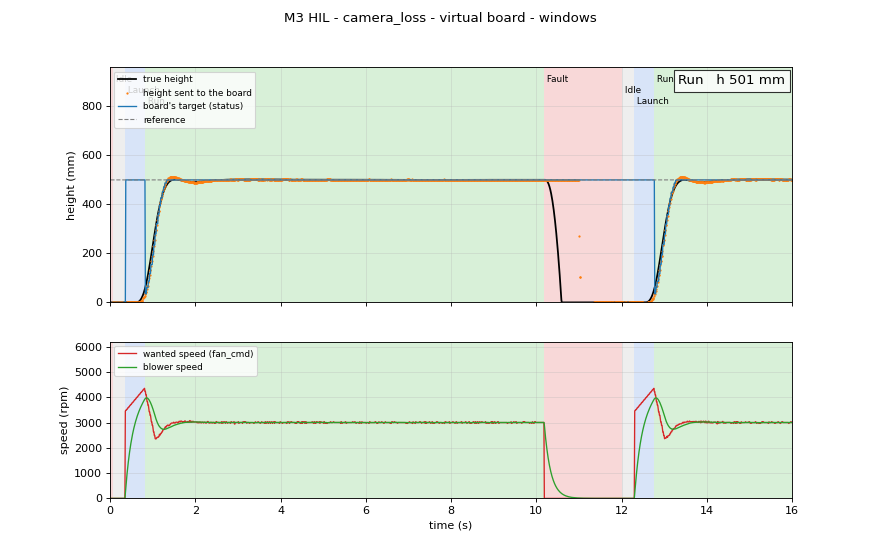 M3 HIL - camera_loss - virtual board - windows
true height
height sent to the board
board's target (status)
reference
Fault
Idle
Launch
Run
Run h 501 mm
height (mm)
800
600
400
200
0
wanted speed (fan_cmd)
blower speed
speed (rpm)
6000
5000
4000
3000
2000
1000
0
0 2 4 6 8 10 12 14 16
time (s)